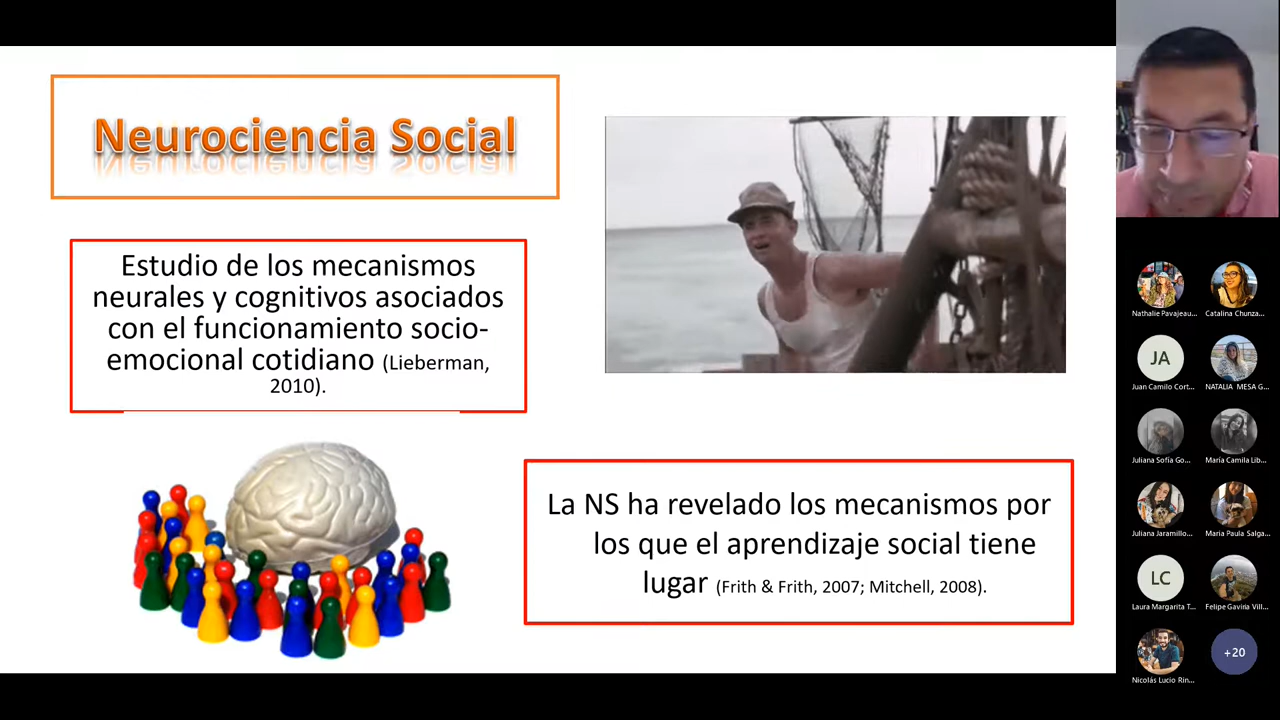 Neurociencia Social
Estudio de los mecanismos
neurales y cognitivos asociados
con el funcionamiento socio-
emocional cotidiano (Lieberman,
2010).
La NS ha revelado los mecanismos por
los que el aprendizaje social tiene
lugar (Frith & Frith, 2007; Mitchell, 2008).
Nathalie Pavajeau...
Catalina Chunza...
JA
Juan Camilo Cort...
NATALIA MESA G...
Juliana Sofía Go...
María Camila Lib...
Juliana Jaramillo...
Maria Paula Salga...
LC
Laura Margarita T...
Felipe Gaviria Vill...
Nicolás Lucio Rin...
+20